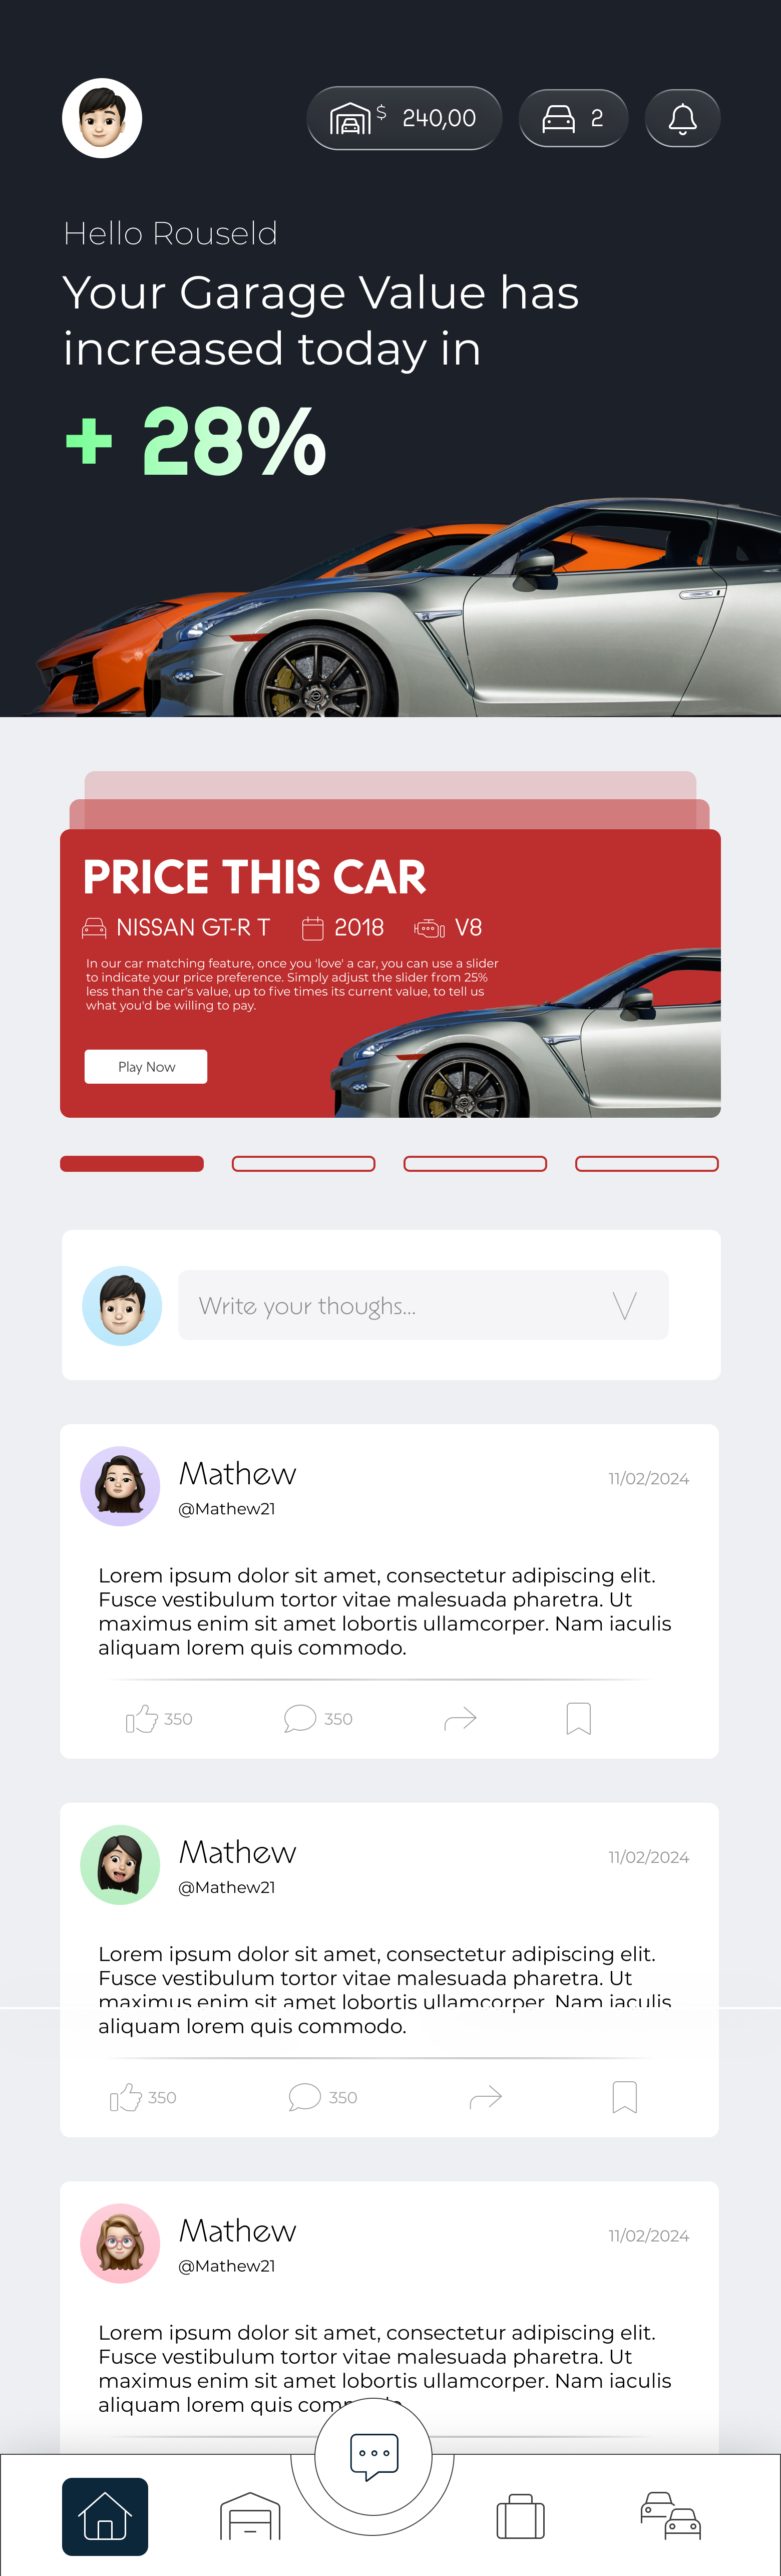 $ 240,00 2
Hello Rouseld
Your Garage Value has
increased today in
+ 28%
PRICE THIS CAR
NISSAN GT-R T 2018 V8
In our car matching feature, once you 'love' a car, you can use a slider
to indicate your price preference. Simply adjust the slider from 25%
less than the car's value, up to five times its current value, to tell us
what you'd be willing to pay.
Play Now
Write your thoughs...
Mathew 11/02/2024
@Mathew21
Lorem ipsum dolor sit amet, consectetur adipiscing elit.
Fusce vestibulum tortor vitae malesuada pharetra. Ut
maximus enim sit amet lobortis ullamcorper. Nam iaculis
aliquam lorem quis commodo.
350 350
Mathew 11/02/2024
@Mathew21
Lorem ipsum dolor sit amet, consectetur adipiscing elit.
Fusce vestibulum tortor vitae malesuada pharetra. Ut
maximus enim sit amet lobortis ullamcorper. Nam iaculis
aliquam lorem quis commodo.
350 350
Mathew 11/02/2024
@Mathew21
Lorem ipsum dolor sit amet, consectetur adipiscing elit.
Fusce vestibulum tortor vitae malesuada pharetra. Ut
maximus enim sit amet lobortis ullamcorper. Nam iaculis
aliquam lorem quis